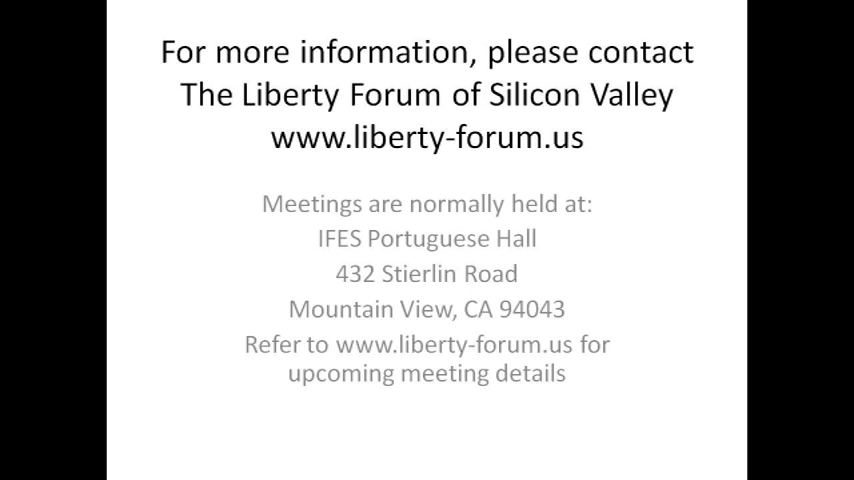 For more information, please contact
The Liberty Forum of Silicon Valley
www.liberty-forum.us
Meetings are normally held at:
IFES Portuguese Hall
432 Stierlin Road
Mountain View, CA 94043
Refer to www.liberty-forum.us for
upcoming meeting details